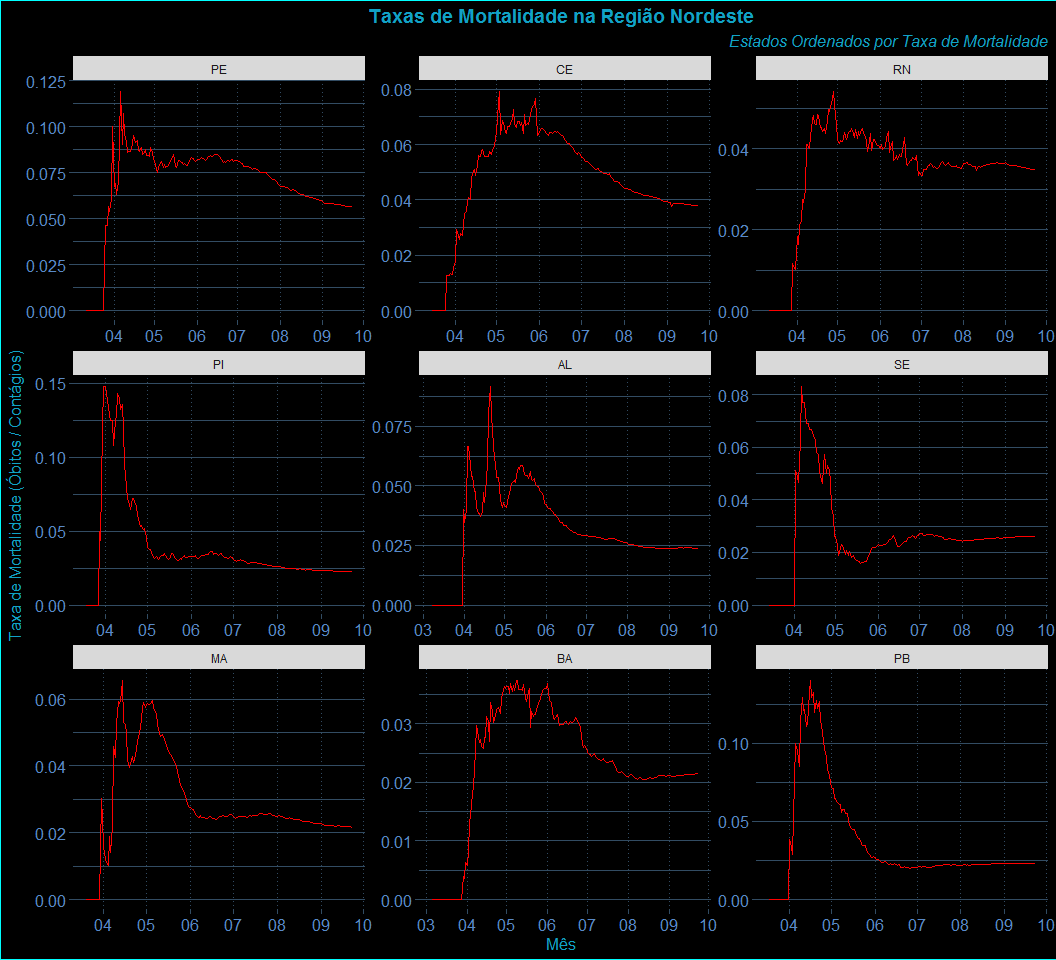 Taxas de Mortalidade na Região Nordeste
Estados Ordenados por Taxa de Mortalidade
PE
CE
RN
0.125
0.100
0.075
0.050
0.025
0.000
0.08
0.06
0.04
0.02
0.00
0.04
0.02
0.00
04 05 06 07 08 09 10
04 05 06 07 08 09 10
04 05 06 07 08 09 10
PI
AL
SE
0.15
0.10
0.05
0.00
0.075
0.050
0.025
0.000
0.08
0.06
0.04
0.02
0.00
04 05 06 07 08 09 10
03 04 05 06 07 08 09 10
04 05 06 07 08 09 10
MA
BA
PB
0.06
0.04
0.02
0.00
0.03
0.02
0.01
0.00
0.10
0.05
0.00
04 05 06 07 08 09 10
03 04 05 06 07 08 09 10
04 05 06 07 08 09 10
Taxa de Mortalidade (Óbitos / Contágios)
Mês